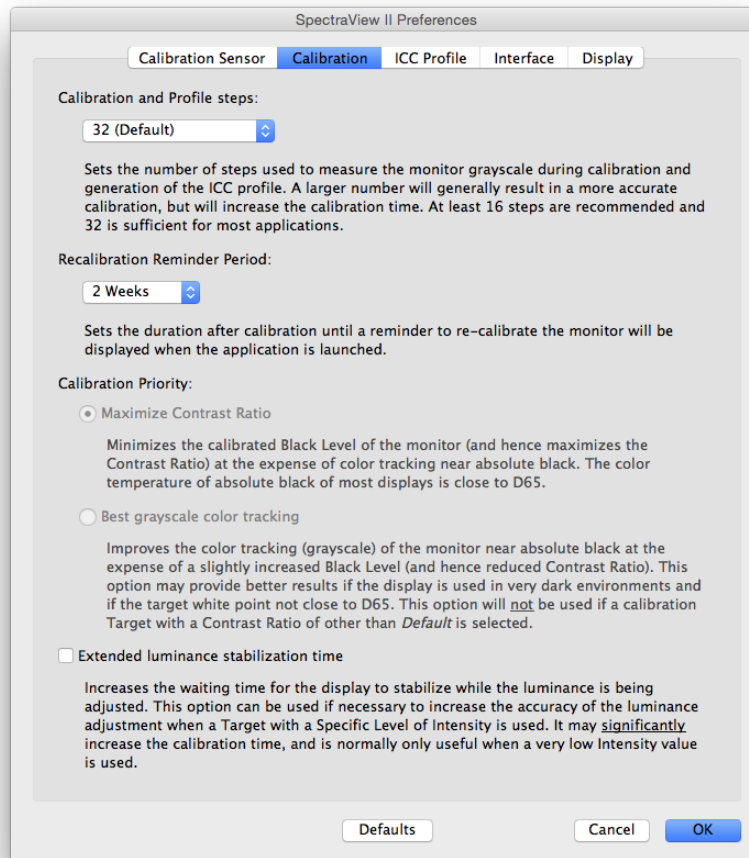 SpectraView II Preferences
Calibration Sensor Calibration ICC Profile Interface Display
Calibration and Profile steps:
32 (Default)
Sets the number of steps used to measure the monitor grayscale during calibration and
generation of the ICC profile. A larger number will generally result in a more accurate
calibration, but will increase the calibration time. At least 16 steps are recommended and
32 is sufficient for most applications.
Recalibration Reminder Period:
2 Weeks
Sets the duration after calibration until a reminder to re-calibrate the monitor will be
displayed when the application is launched.
Calibration Priority:
Maximize Contrast Ratio
Minimizes the calibrated Black Level of the monitor (and hence maximizes the
Contrast Ratio) at the expense of color tracking near absolute black. The color
temperature of absolute black of most displays is close to D65.
Best grayscale color tracking
Improves the color tracking (grayscale) of the monitor near absolute black at the
expense of a slightly increased Black Level (and hence reduced Contrast Ratio). This
option may provide better results if the display is used in very dark environments and
if the target white point not close to D65. This option will not be used if a calibration
Target with a Contrast Ratio of other than Default is selected.
Extended luminance stabilization time
Increases the waiting time for the display to stabilize while the luminance is being
adjusted. This option can be used if necessary to increase the accuracy of the luminance
adjustment when a Target with a Specific Level of Intensity is used. It may significantly
increase the calibration time, and is normally only useful when a very low Intensity value
is used.
Defaults Cancel OK